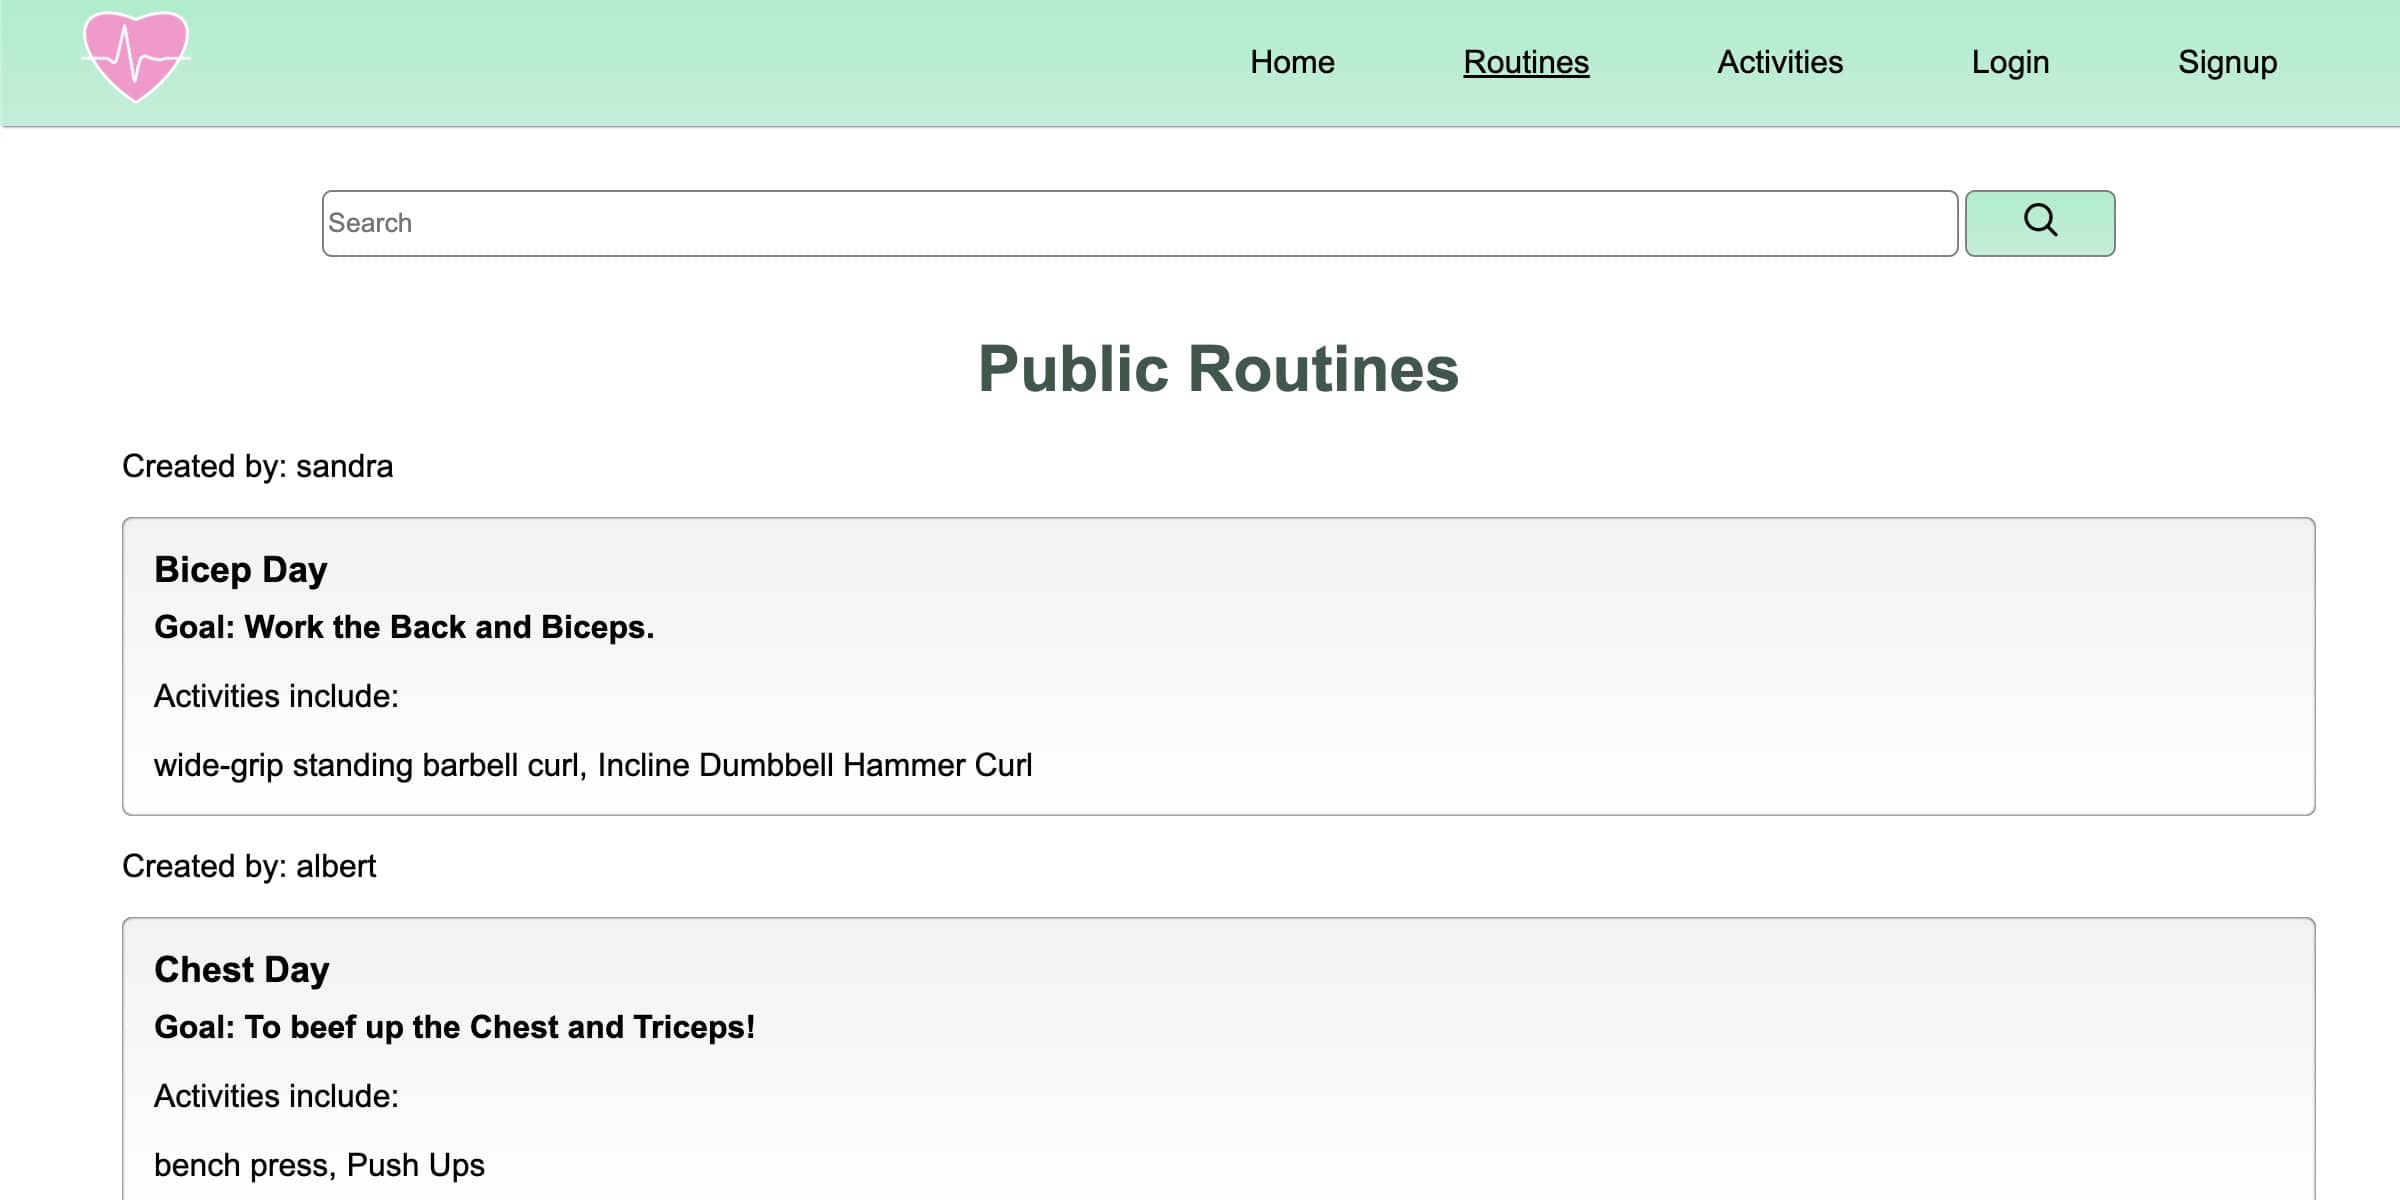 Home Routines Activities Login Signup
Search
Public Routines
Created by: sandra
Bicep Day
Goal: Work the Back and Biceps.
Activities include:
wide-grip standing barbell curl, Incline Dumbbell Hammer Curl
Created by: albert
Chest Day
Goal: To beef up the Chest and Triceps!
Activities include:
bench press, Push Ups